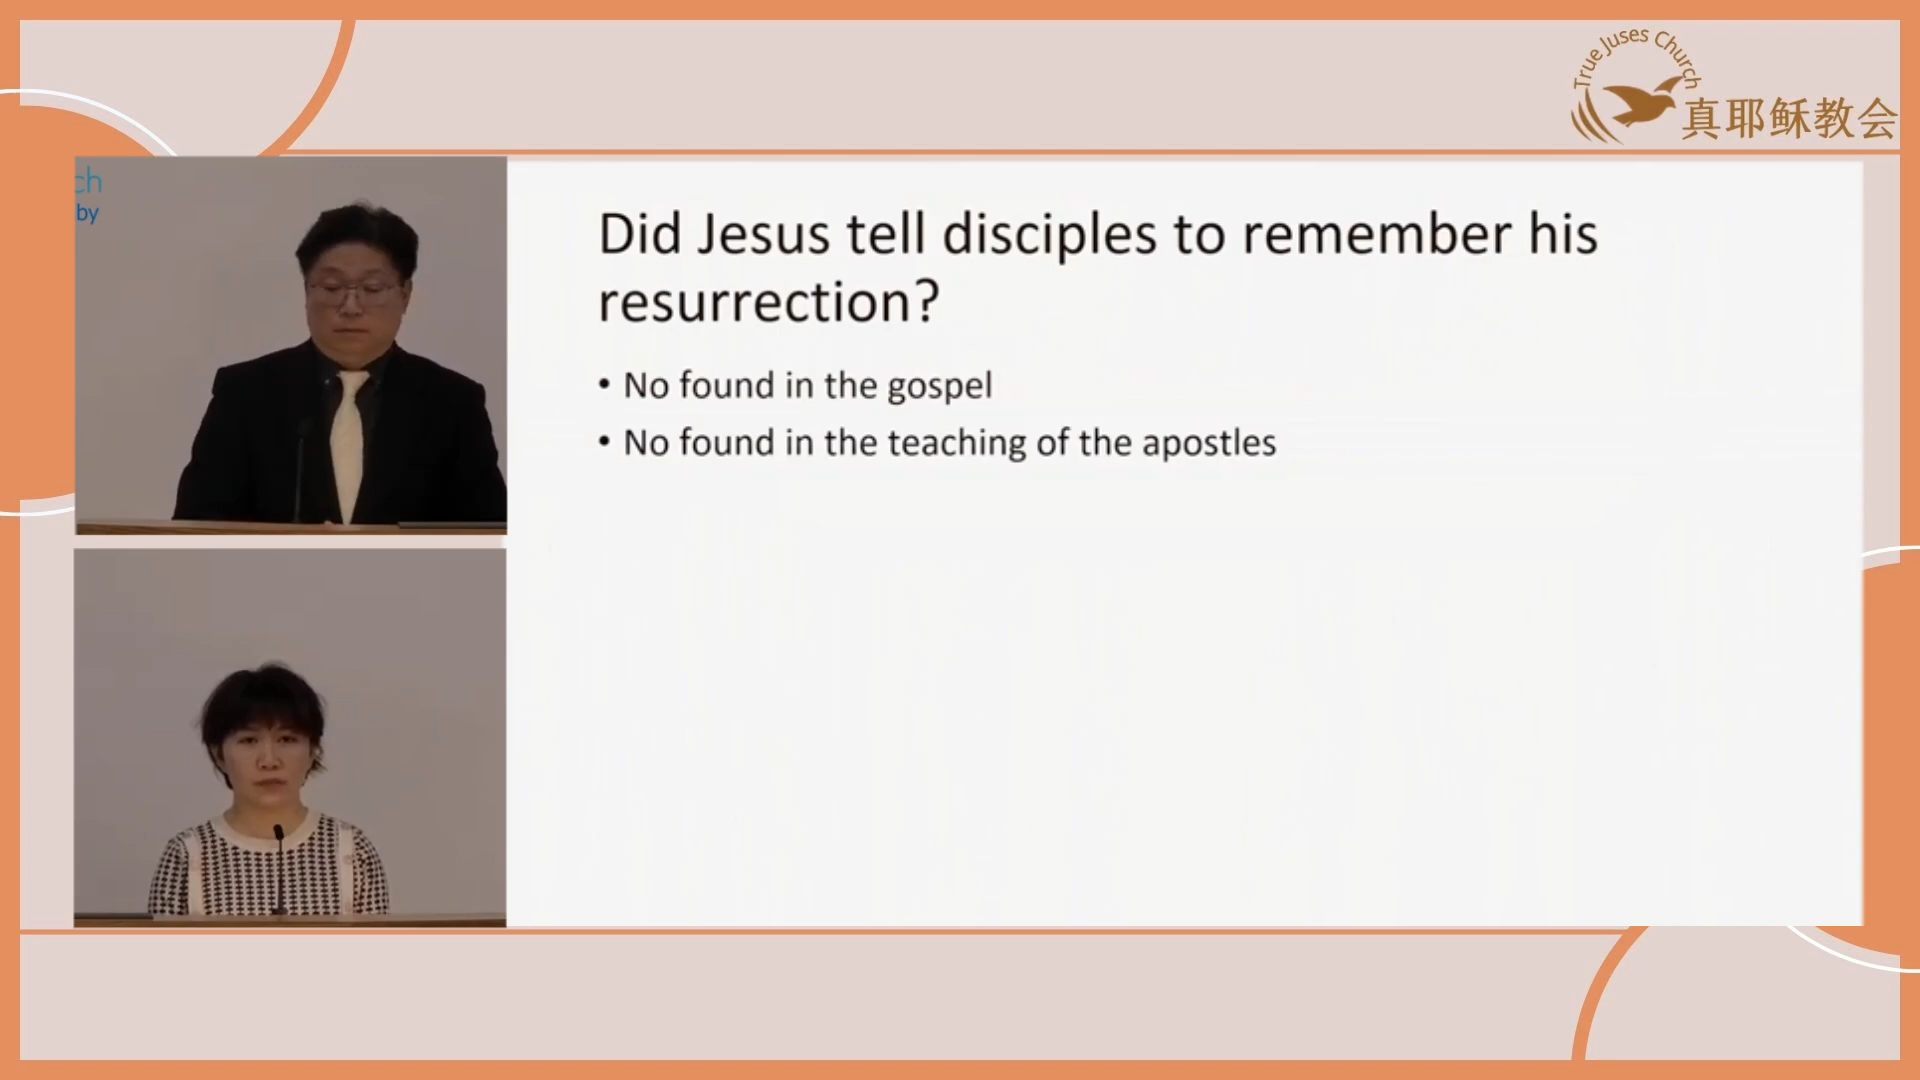 True Juses Church
真耶稣教会
ch
by
Did Jesus tell disciples to remember his
resurrection?
• No found in the gospel
• No found in the teaching of the apostles